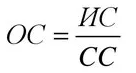 ОС = ИС / СС